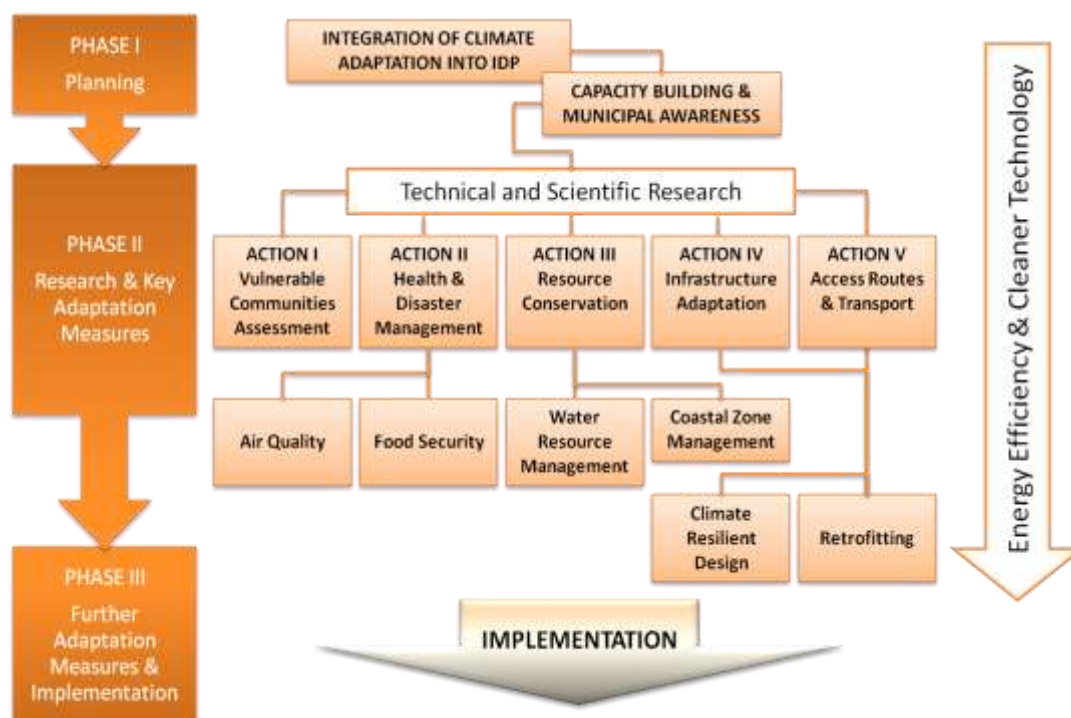 PHASE I
Planning
INTEGRATION OF CLIMATE
ADAPTATION INTO IDP
CAPACITY BUILDING &
MUNICIPAL AWARENESS
PHASE II
Research & Key
Adaptation
Measures
Technical and Scientific Research
ACTION I
Vulnerable
Communities
Assessment
ACTION II
Health &
Disaster
Management
ACTION III
Resource
Conservation
ACTION IV
Infrastructure
Adaptation
ACTION V
Access Routes
& Transport
Air Quality
Food Security
Water
Resource
Management
Coastal Zone
Management
Climate
Resilient
Design
Retrofitting
PHASE III
Further
Adaptation
Measures &
Implementation
IMPLEMENTATION
Energy Efficiency & Cleaner Technology